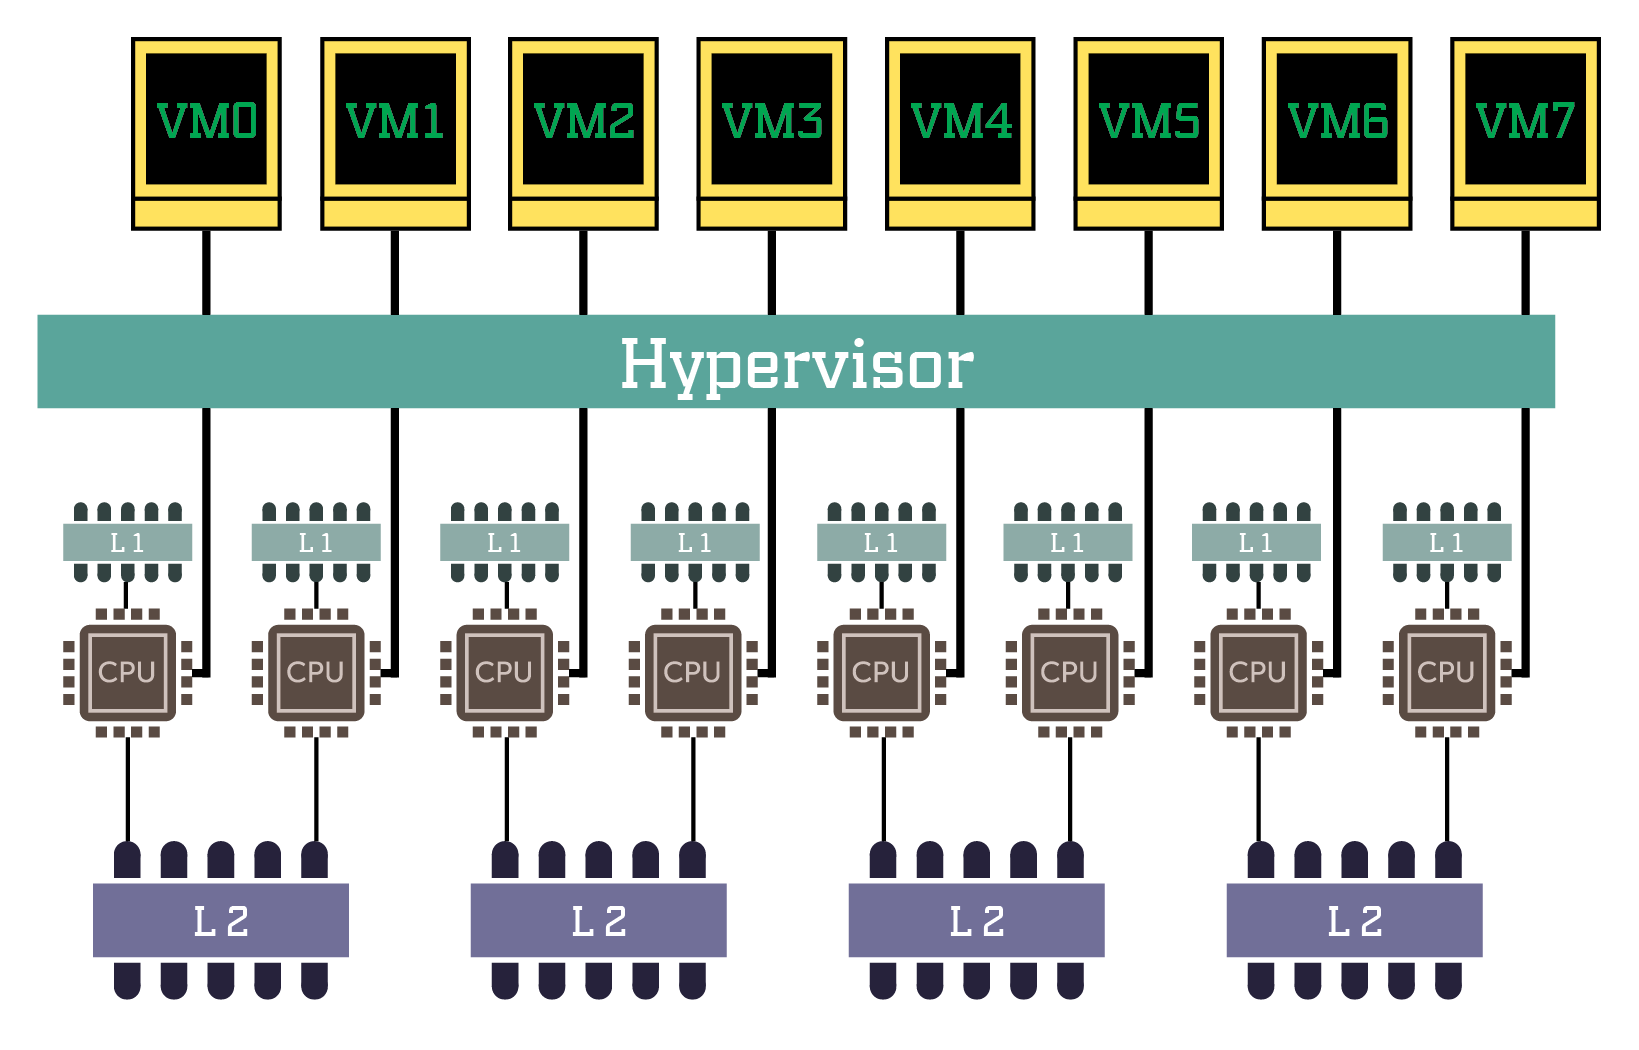 VM0 VM1 VM2 VM3 VM4 VM5 VM6 VM7
Hypervisor
L1 L1 L1 L1 L1 L1 L1 L1
CPU CPU CPU CPU CPU CPU CPU CPU
L2 L2 L2 L2